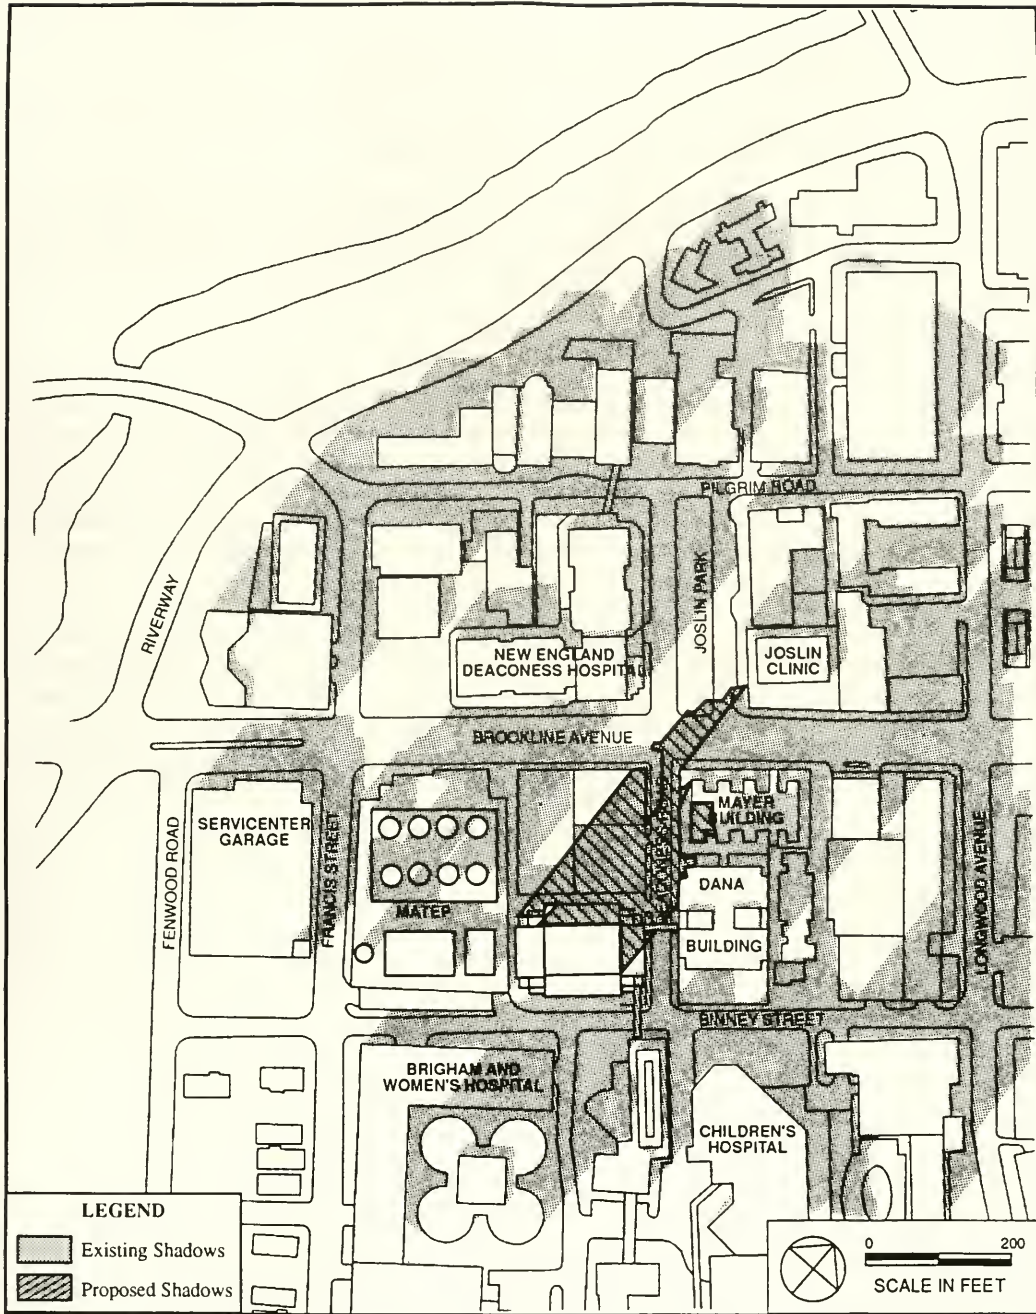 PILGRIM ROAD
RIVERWAY
JOSLIN PARK
NEW ENGLAND
DEACONESS HOSPITAL
JOSLIN
CLINIC
BROOKLINE AVENUE
FENWOOD ROAD
SERVICENTER
GARAGE
FRANCIS STREET
MATEP
DEACONESS ROAD
MAYER
BUILDING
DANA
BUILDING
LONGWOOD AVENUE
BINNEY STREET
BRIGHAM AND
WOMEN'S HOSPITAL
CHILDREN'S
HOSPITAL
LEGEND
Existing Shadows
Proposed Shadows
0 200
SCALE IN FEET